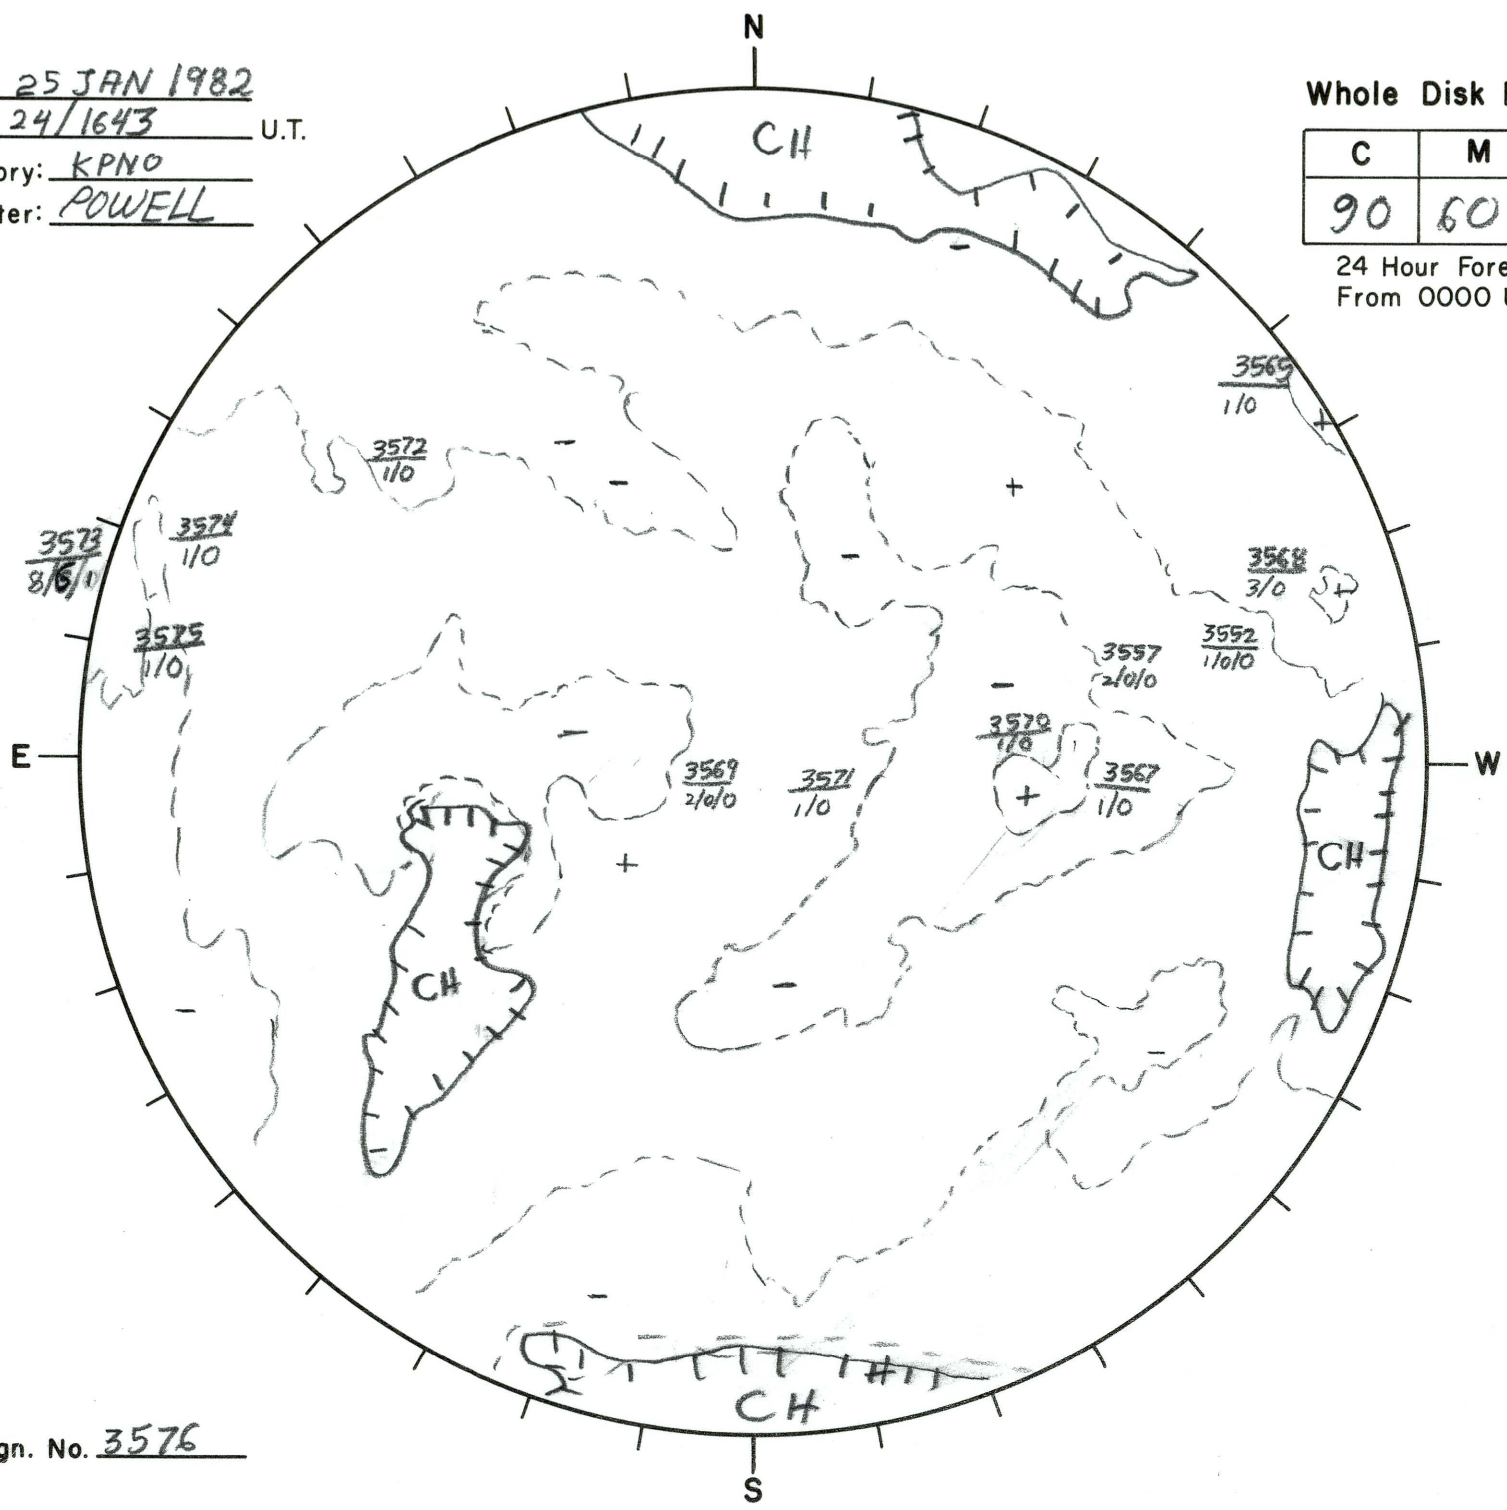 N
25 JAN 1982
24/1643 U.T.
ory: KPNO
ter: POWELL
Whole Disk
C M
90 60
24 Hour Fore
From 0000
CH
3565
1/0
+
-
3572
1/0
-
-
+
3574
1/0
3573
-
3568
3/0
+
3575
1/0
3552
1/0/0
3557
2/0/0
-
3570
1/0
-
E
W
3569
2/0/0
3571
1/0
+
3567
1/0
+
CH
CH
-
-
-
-
CH
gn. No. 3576
S